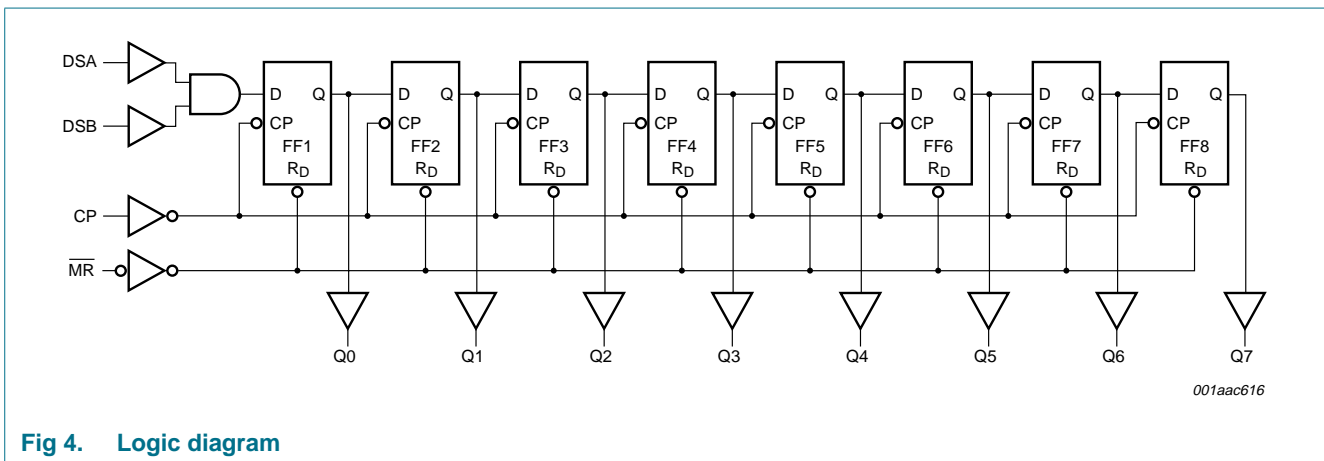 DSA
D Q D Q D Q D Q D Q D Q D Q D Q
DSB
CP CP CP CP CP CP CP CP
FF1 FF2 FF3 FF4 FF5 FF6 FF7 FF8
RD RD RD RD RD RD RD RD
CP
MR
Q0 Q1 Q2 Q3 Q4 Q5 Q6 Q7
001aac616
Fig 4. Logic diagram